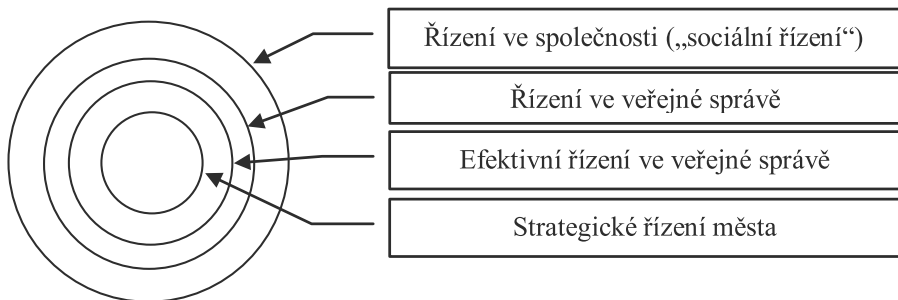 Řízení ve společnosti („sociální řízení“)
Řízení ve veřejné správě
Efektivní řízení ve veřejné správě
Strategické řízení města